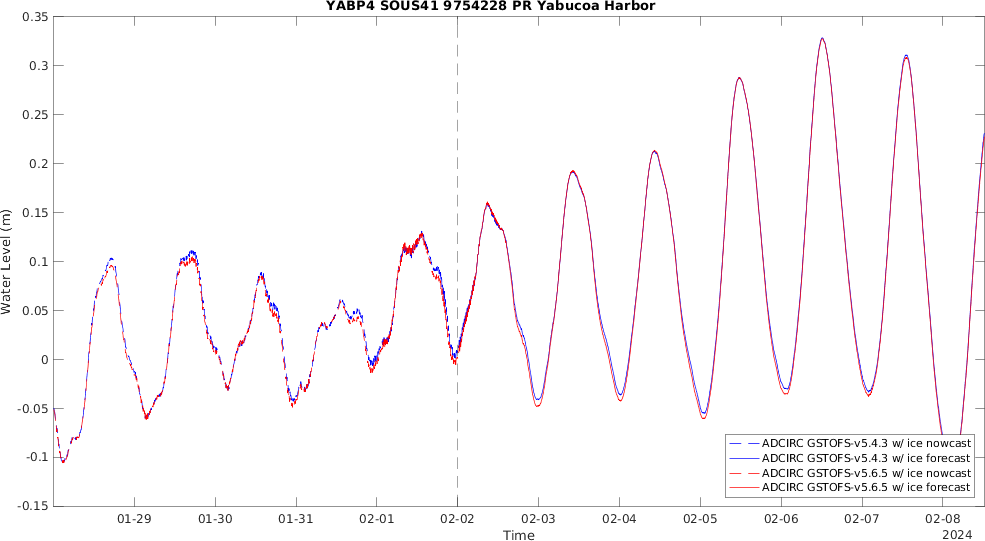 YABP4 SOUS41 9754228 PR Yabucoa Harbor
0.35
0.3
0.25
0.2
0.15
0.1
0.05
0
-0.05
-0.1
-0.15
Water Level (m)
01-29 01-30 01-31 02-01 02-02 02-03 02-04 02-05 02-06 02-07 02-08
Time
2024
ADCIRC GSTOFS-v5.4.3 w/ ice nowcast
ADCIRC GSTOFS-v5.4.3 w/ ice forecast
ADCIRC GSTOFS-v5.6.5 w/ ice nowcast
ADCIRC GSTOFS-v5.6.5 w/ ice forecast